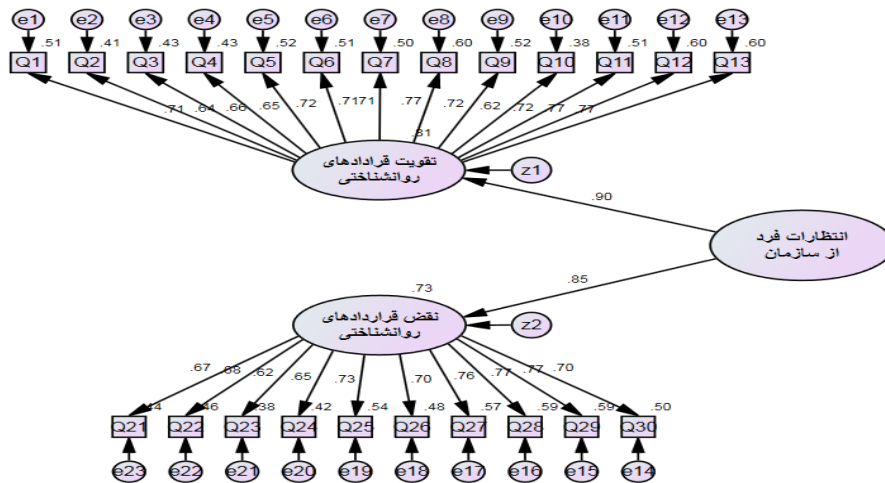 e1 e2 e3 e4 e5 e6 e7 e8 e9 e10 e11 e12 e13
.51 .41 .43 .43 .52 .51 .50 .60 .52 .38 .51 .60 .60
Q1 Q2 Q3 Q4 Q5 Q6 Q7 Q8 Q9 Q10 Q11 Q12 Q13
.71 .64 .66 .65 .72 .71 .71 .77 .72 .62 .72 .77 .77
.81
تقویت قرادادهای
روانشناختی
z1
.90
انتظارات فرد
از سازمان
.85
.73
نقض قراردادهای
روانشناختی
z2
.67 .68 .62 .65 .73 .70 .76 .77 .77 .70
.44 .46 .38 .42 .54 .48 .57 .59 .59 .50
Q21 Q22 Q23 Q24 Q25 Q26 Q27 Q28 Q29 Q30
e23 e22 e21 e20 e19 e18 e17 e16 e15 e14